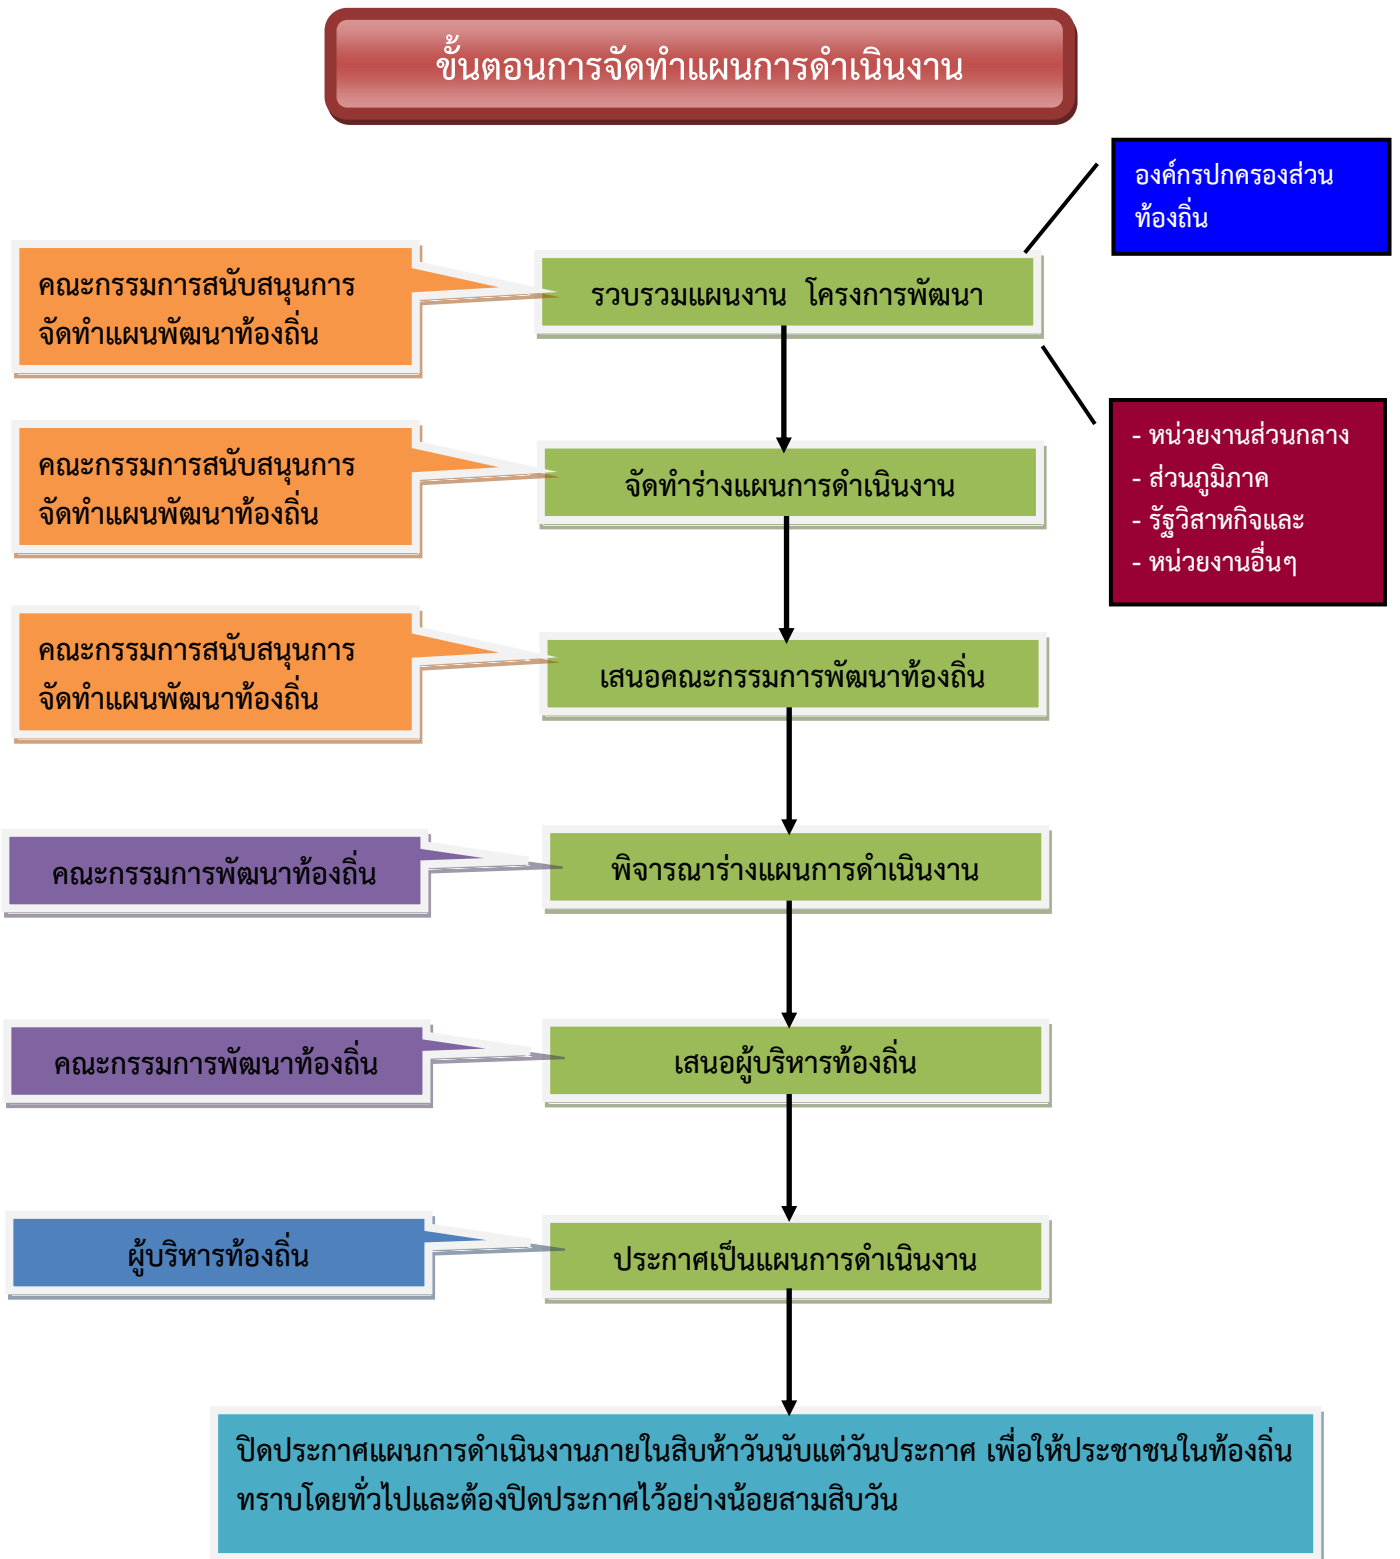 ขั้นตอนการจัดทำแผนการดำเนินงาน
องค์กรปกครองส่วน
ท้องถิ่น
คณะกรรมการสนับสนุนการ
จัดทำแผนพัฒนาท้องถิ่น
รวบรวมแผนงาน โครงการพัฒนา
- หน่วยงานส่วนกลาง
- ส่วนภูมิภาค
- รัฐวิสาหกิจและ
- หน่วยงานอื่นๆ
คณะกรรมการสนับสนุนการ
จัดทำแผนพัฒนาท้องถิ่น
จัดทำร่างแผนการดำเนินงาน
คณะกรรมการสนับสนุนการ
จัดทำแผนพัฒนาท้องถิ่น
เสนอคณะกรรมการพัฒนาท้องถิ่น
คณะกรรมการพัฒนาท้องถิ่น
พิจารณาร่างแผนการดำเนินงาน
คณะกรรมการพัฒนาท้องถิ่น
เสนอผู้บริหารท้องถิ่น
ผู้บริหารท้องถิ่น
ประกาศเป็นแผนการดำเนินงาน
ปิดประกาศแผนการดำเนินงานภายในสิบห้าวันนับแต่วันประกาศ เพื่อให้ประชาชนในท้องถิ่น
ทราบโดยทั่วไปและต้องปิดประกาศไว้อย่างน้อยสามสิบวัน